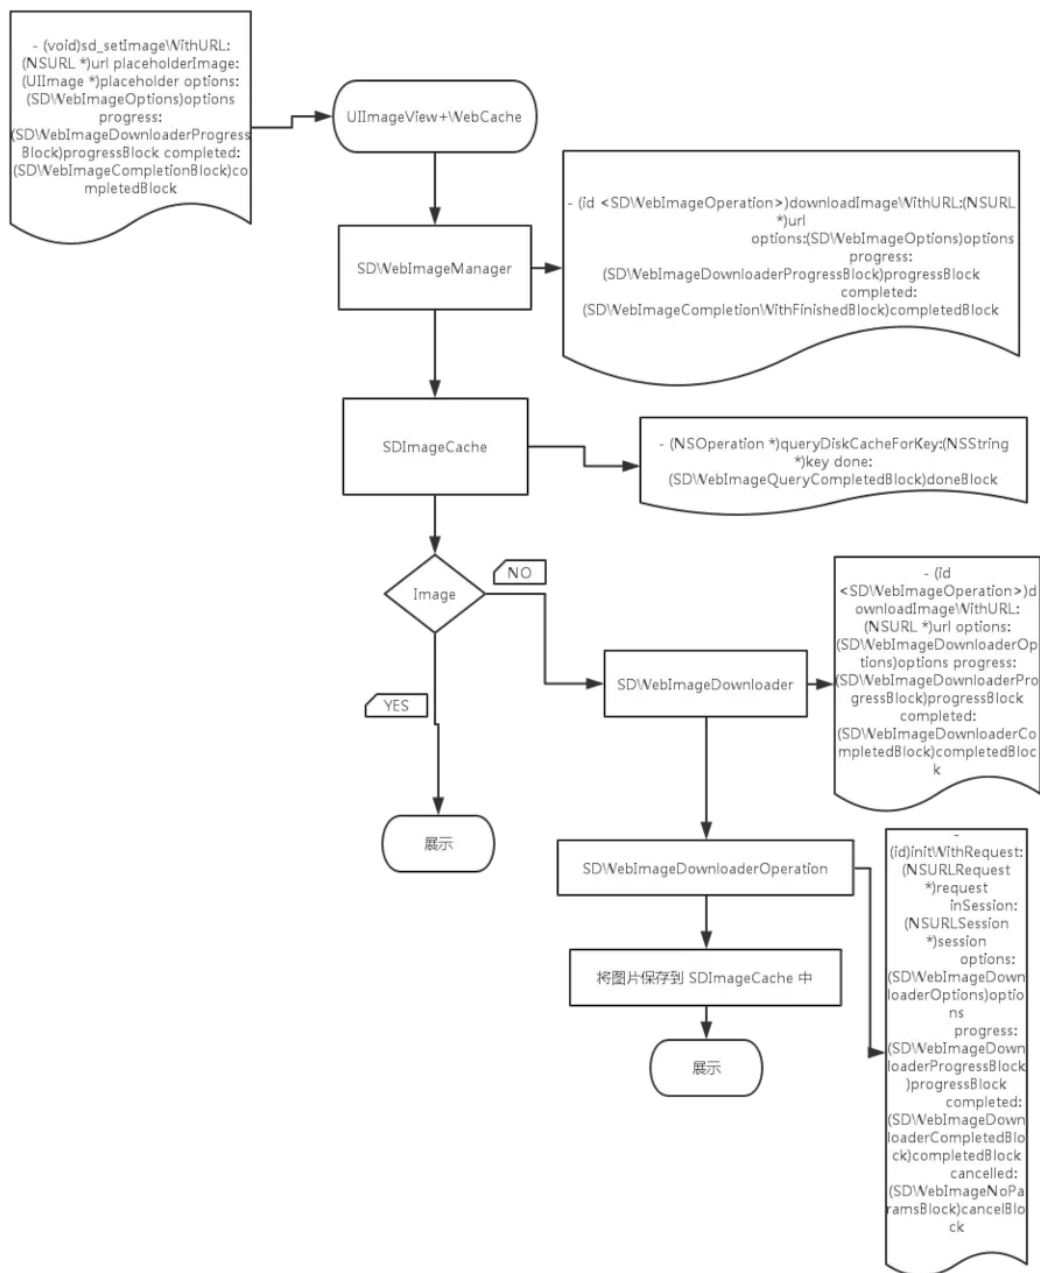 - (void)sd_setImageWithURL:
(NSURL *)url placeholderImage:
(UIImage *)placeholder options:
(SDWebImageOptions)options
progress:
(SDWebImageDownloaderProgress
Block)progressBlock completed:
(SDWebImageCompletionBlock)co
mpletedBlock
UIImageView+WebCache
- (id <SDWebImageOperation>)downloadImageWithURL:(NSURL
*)url
options:(SDWebImageOptions)options
progress:
(SDWebImageDownloaderProgressBlock)progressBlock
completed:
(SDWebImageCompletionWithFinishedBlock)completedBlock
SDWebImageManager
SDImageCache
- (NSOperation *)queryDiskCacheForKey:(NSString
*)key done:
(SDWebImageQueryCompletedBlock)doneBlock
Image
NO
YES
展示
SDWebImageDownloader
- (id
<SDWebImageOperation>)d
ownloadImageWithURL:
(NSURL *)url options:
(SDWebImageDownloaderOp
tions)options progress:
(SDWebImageDownloaderPro
gressBlock)progressBlock
completed:
(SDWebImageDownloaderCo
mpletedBlock)completedBloc
k
SDWebImageDownloaderOperation
-
(id)initWithRequest:
(NSURLRequest
*)request
inSession:
(NSURLSession
*)session
options:
(SDWebImageDown
loaderOptions)optio
ns
progress:
(SDWebImageDown
loaderProgressBlock
)progressBlock
completed:
(SDWebImageDown
loaderCompletedBlo
ck)completedBlock
cancelled:
(SDWebImageNoPa
ramsBlock)cancelBlo
ck
将图片保存到 SDImageCache 中
展示